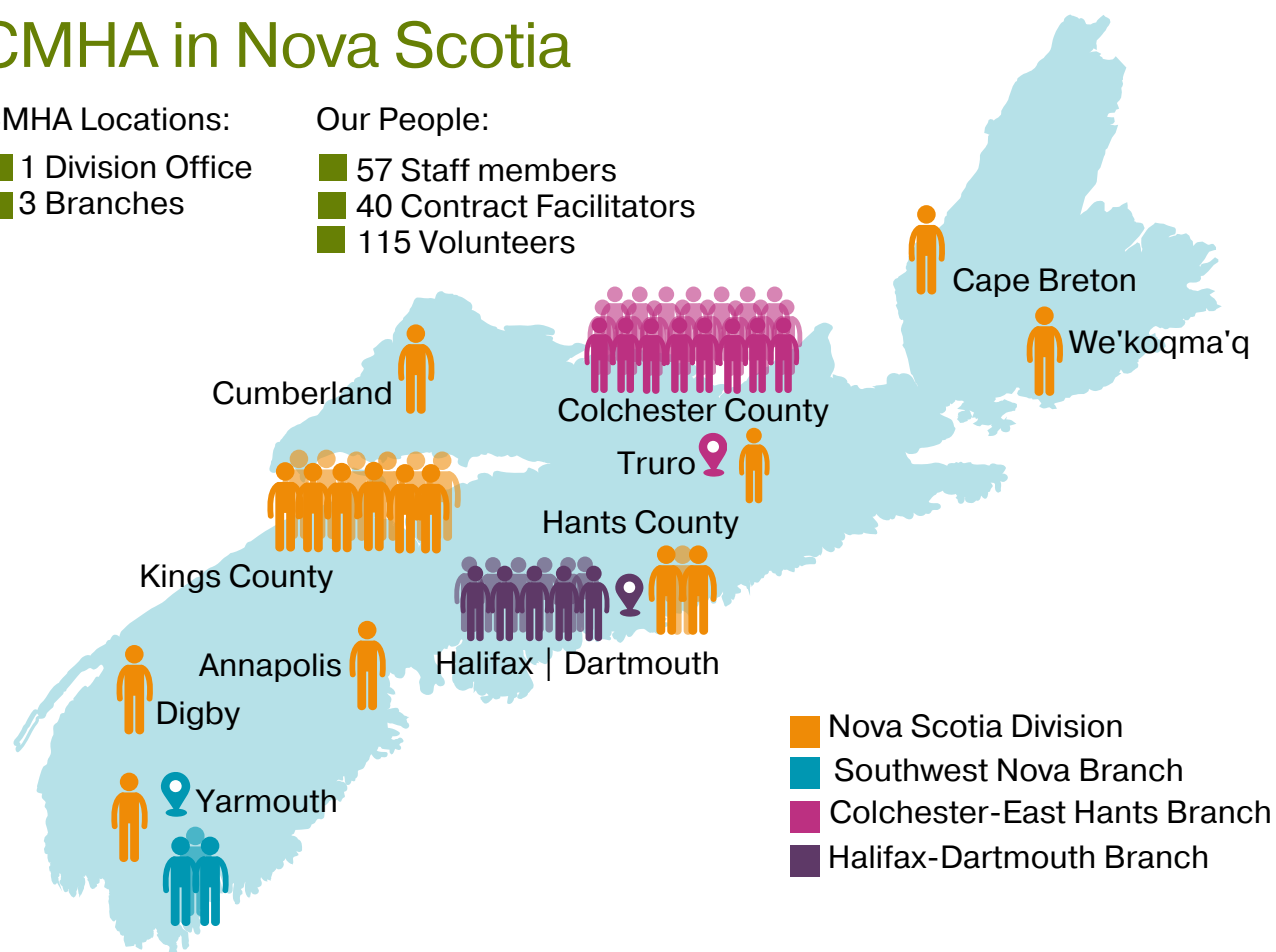 CMHA in Nova Scotia
MHA Locations:
1 Division Office
3 Branches
Our People:
57 Staff members
40 Contract Facilitators
115 Volunteers
Cape Breton
We'koqma'q
Cumberland
Colchester County
Truro
Hants County
Kings County
Halifax | Dartmouth
Annapolis
Digby
Yarmouth
Nova Scotia Division
Southwest Nova Branch
Colchester-East Hants Branch
Halifax-Dartmouth Branch